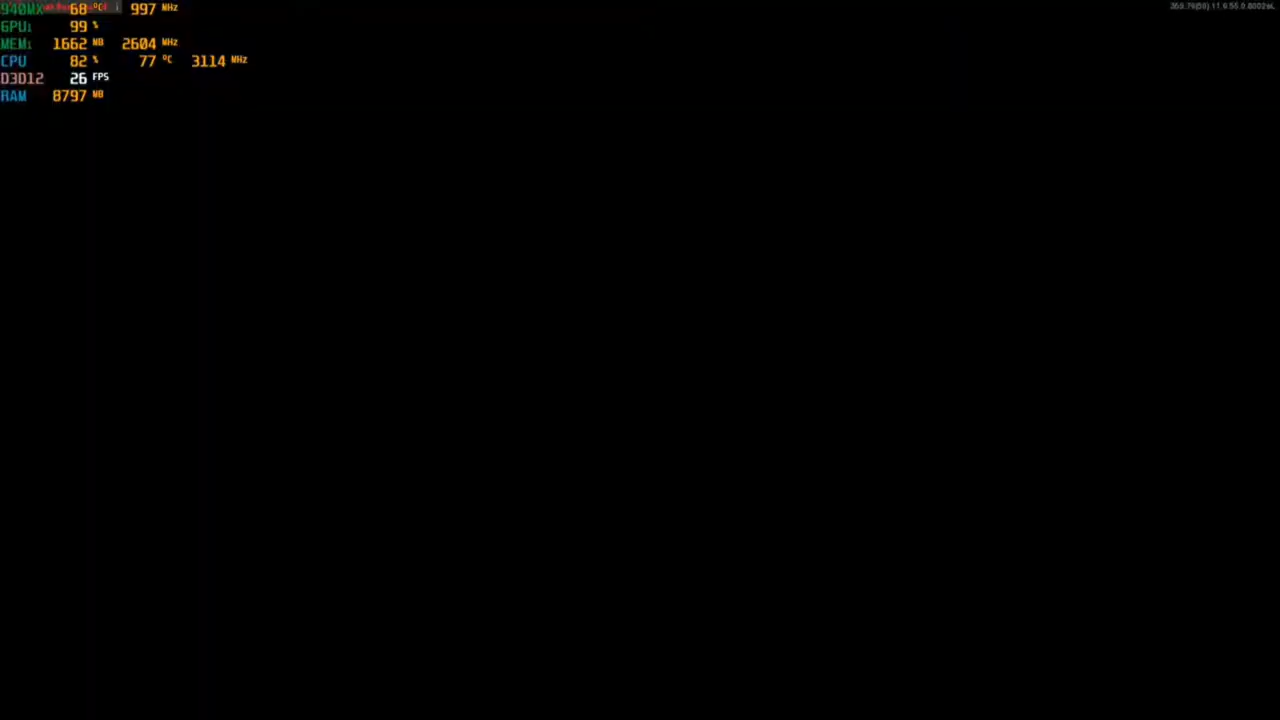 940MX 68 °C 997 MHz
GPU1 99 %
MEM1 1662 MB 2604 MHz
CPU 82 % 77 °C 3114 MHz
D3D12 26 FPS
RAM 8797 MB